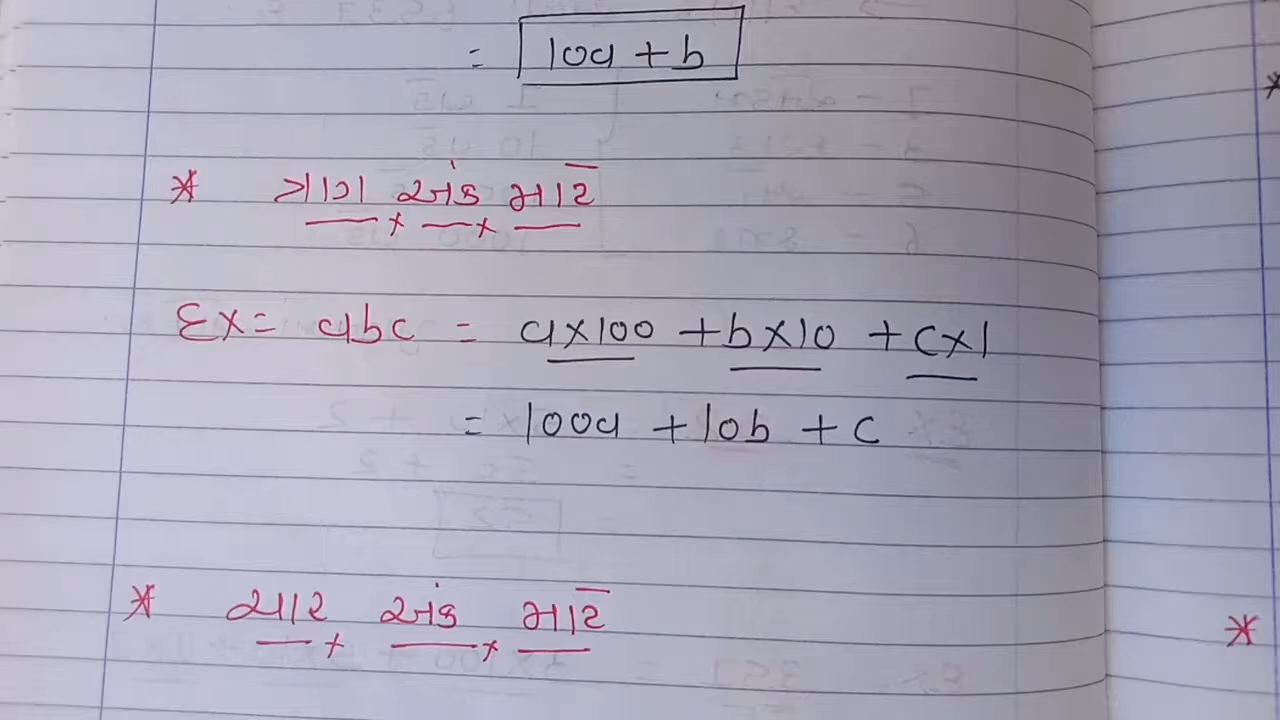 = 10a + b
* ત્રણ અંક માટે
Ex = abc = a×100 + b×10 + c×1
= 100a + 10b + c
* ચાર અંક માટે
*